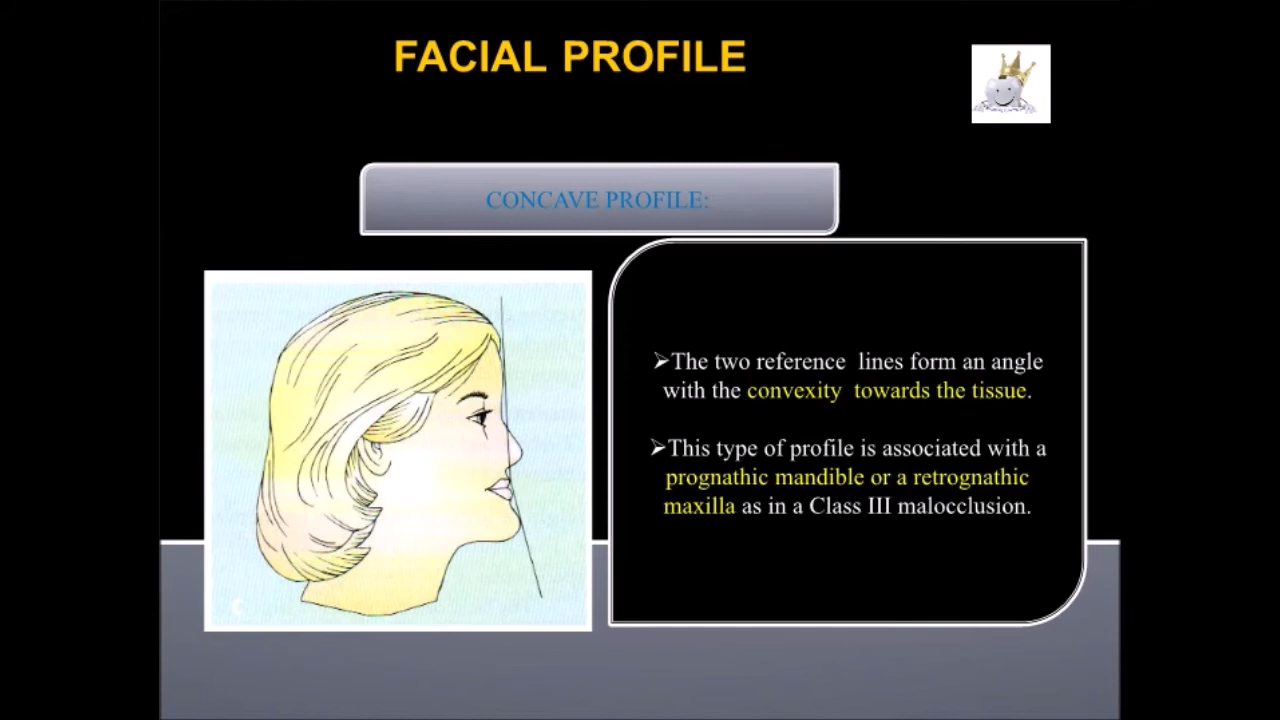 FACIAL PROFILE
CONCAVE PROFILE:
➢The two reference lines form an angle
with the convexity towards the tissue.
➢This type of profile is associated with a
prognathic mandible or a retrognathic
maxilla as in a Class III malocclusion.
C